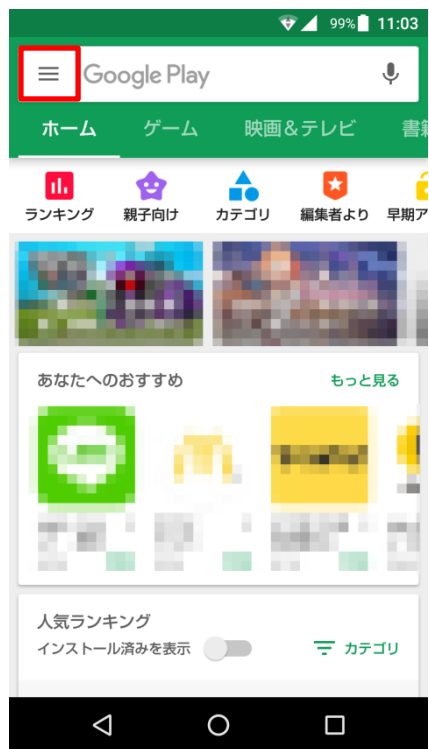 99% 11:03
Google Play
ホーム ゲーム 映画&テレビ 書籍
ランキング 親子向け カテゴリ 編集者より 早期ア
あなたへのおすすめ もっと見る
人気ランキング
インストール済みを表示 カテゴリ